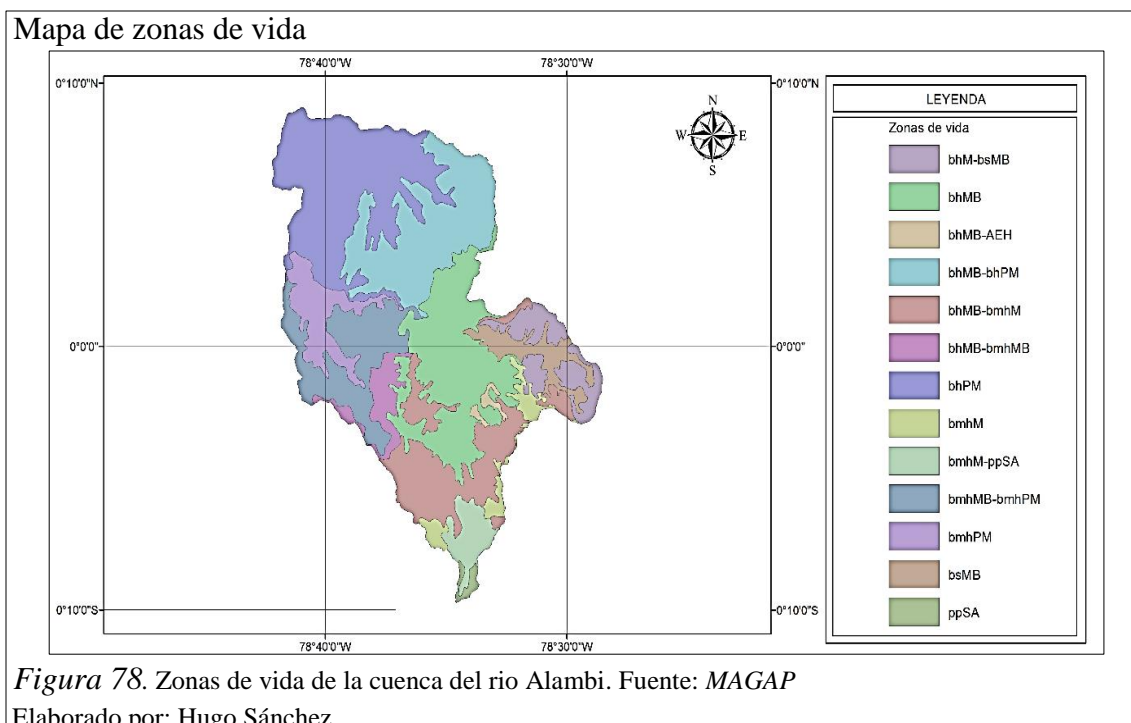 Mapa de zonas de vida
78°40'0"W 78°30'0"W
0°10'0"N 0°10'0"N
N
W E
S
0°0'0" 0°0'0"
0°10'0"S 0°10'0"S
78°40'0"W 78°30'0"W
LEYENDA
Zonas de vida
bhM-bsMB
bhMB
bhMB-AEH
bhMB-bhPM
bhMB-bmhM
bhMB-bmhMB
bhPM
bmhM
bmhM-ppSA
bmhMB-bmhPM
bmhPM
bsMB
ppSA
Figura 78. Zonas de vida de la cuenca del rio Alambi. Fuente: MAGAP
Elaborado por: Hugo Sánchez